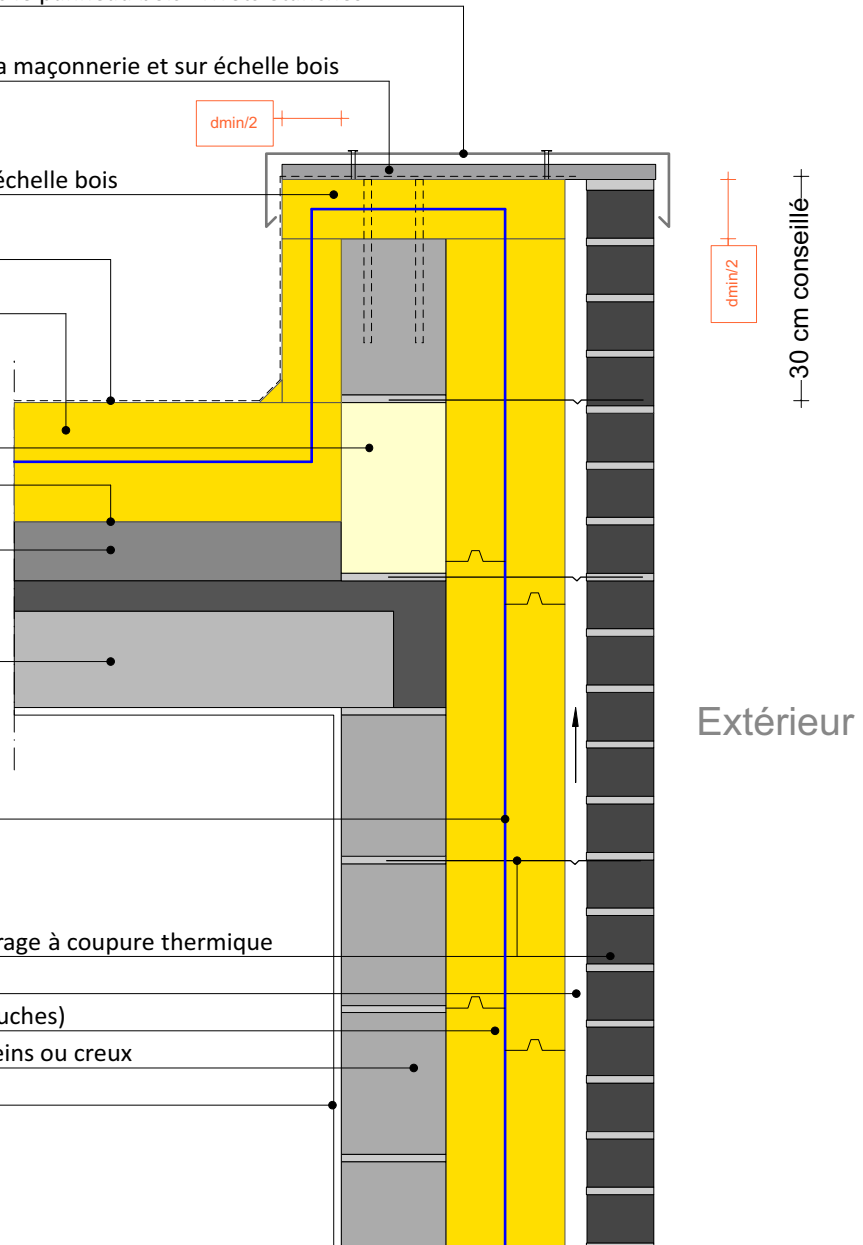 a maçonnerie et sur échelle bois
dmin/2
échelle bois
dmin/2
30 cm conseillé
Extérieur
rage à coupure thermique
uches)
eins ou creux